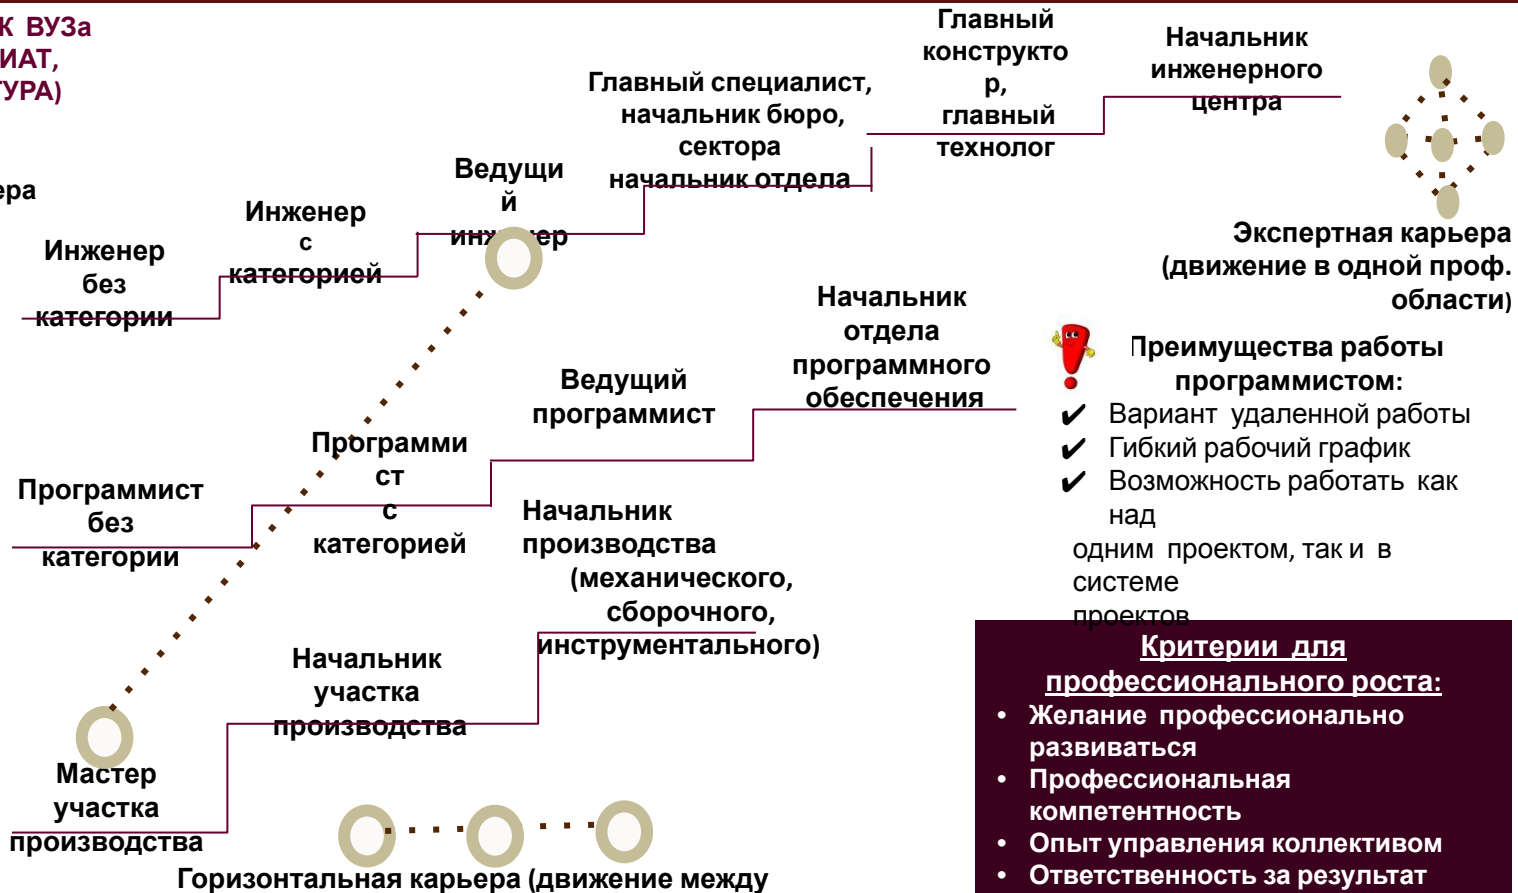 К ВУЗа
ИАТ,
ТУРА)
ера
Инженер
без
категории
Инженер
с
категорией
Ведущи
й
инженер
Главный специалист,
начальник бюро,
сектора
начальник отдела
Главный
конструкто
р,
главный
технолог
Начальник
инженерного
центра
Экспертная карьера
(движение в одной проф.
области)
Программист
без
категории
Программи
ст
с
категорией
Ведущий
программист
Начальник
отдела
программного
обеспечения
Преимущества работы
программистом:
✔ Вариант удаленной работы
✔ Гибкий рабочий график
✔ Возможность работать как
над
одним проектом, так и в
системе
проектов
Мастер
участка
производства
Начальник
участка
производства
Начальник
производства
(механического,
сборочного,
инструментального)
Критерии для
профессионального роста:
• Желание профессионально
развиваться
• Профессиональная
компетентность
• Опыт управления коллективом
• Ответственность за результат
Горизонтальная карьера (движение между